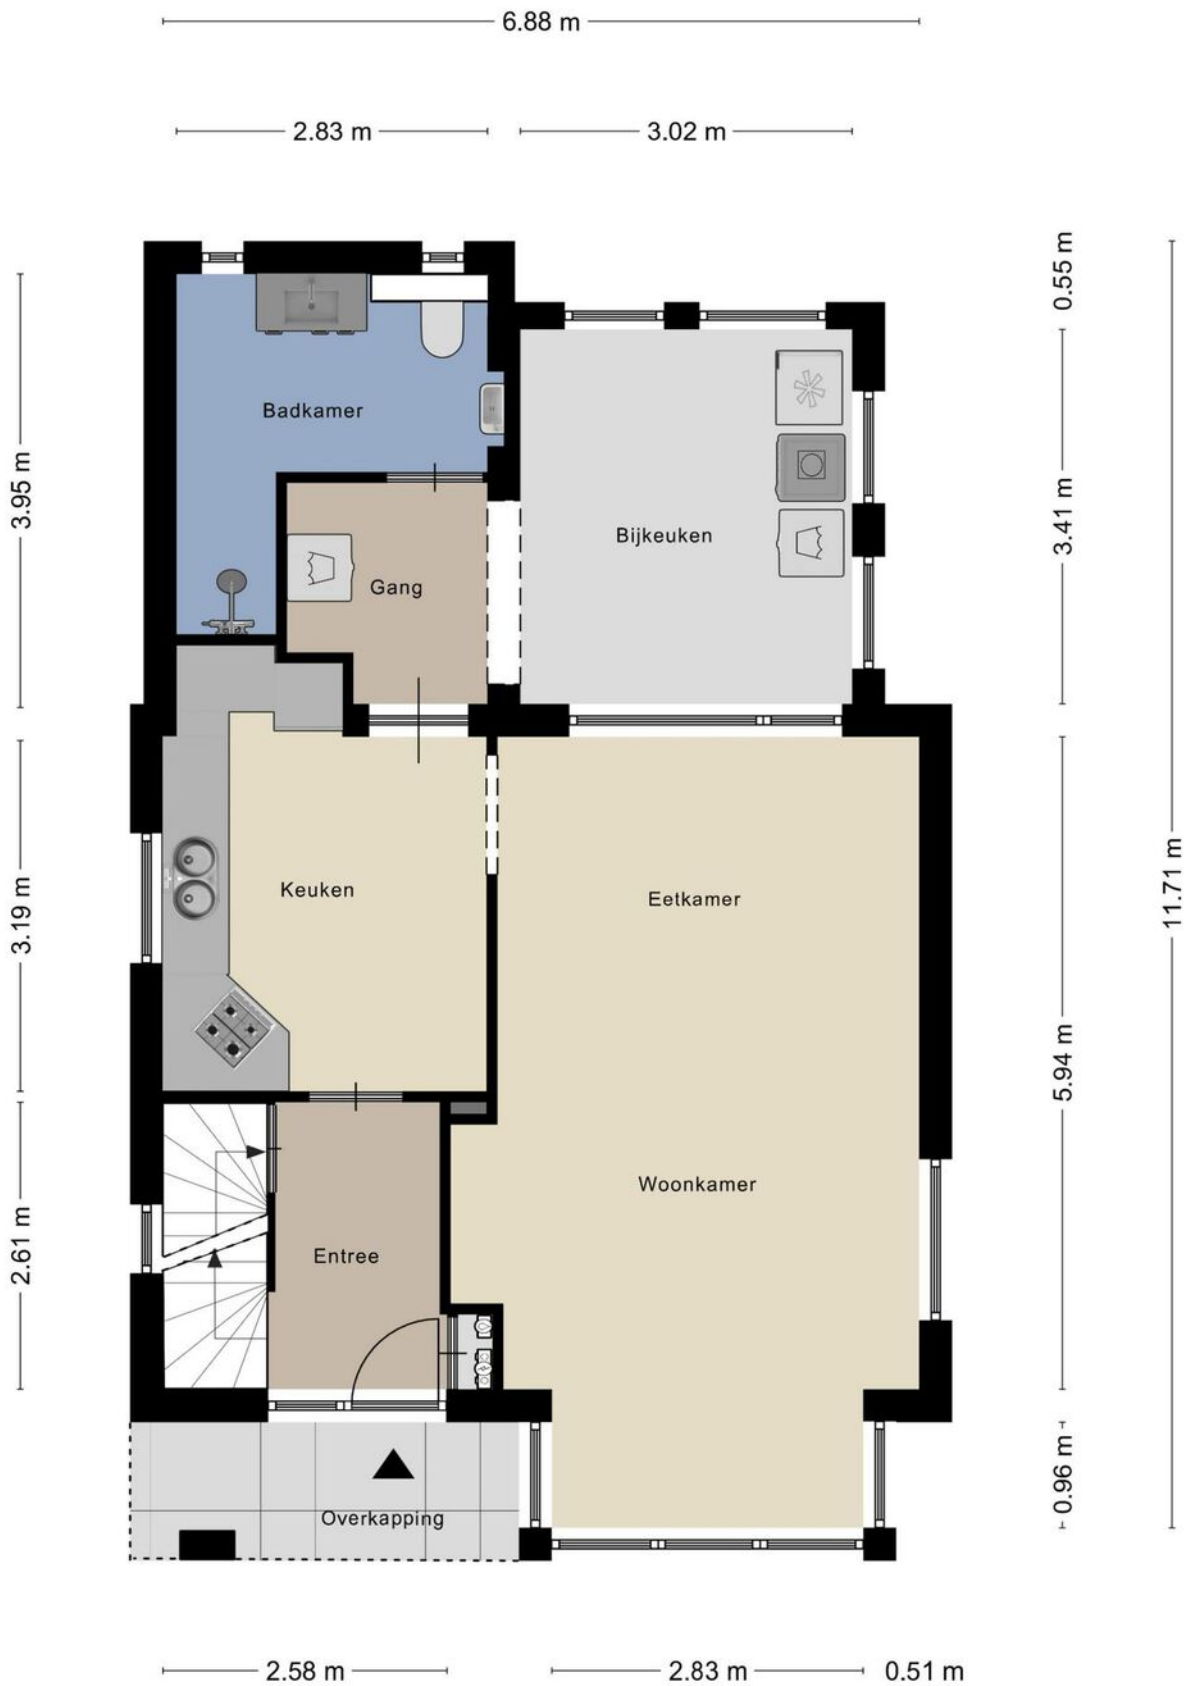 6.88 m
2.83 m
3.02 m
0.55 m
3.95 m
Badkamer
3.41 m
Bijkeuken
Gang
11.71 m
3.19 m
Keuken
Eetkamer
5.94 m
Woonkamer
2.61 m
Entree
0.96 m
Overkapping
2.58 m
2.83 m
0.51 m